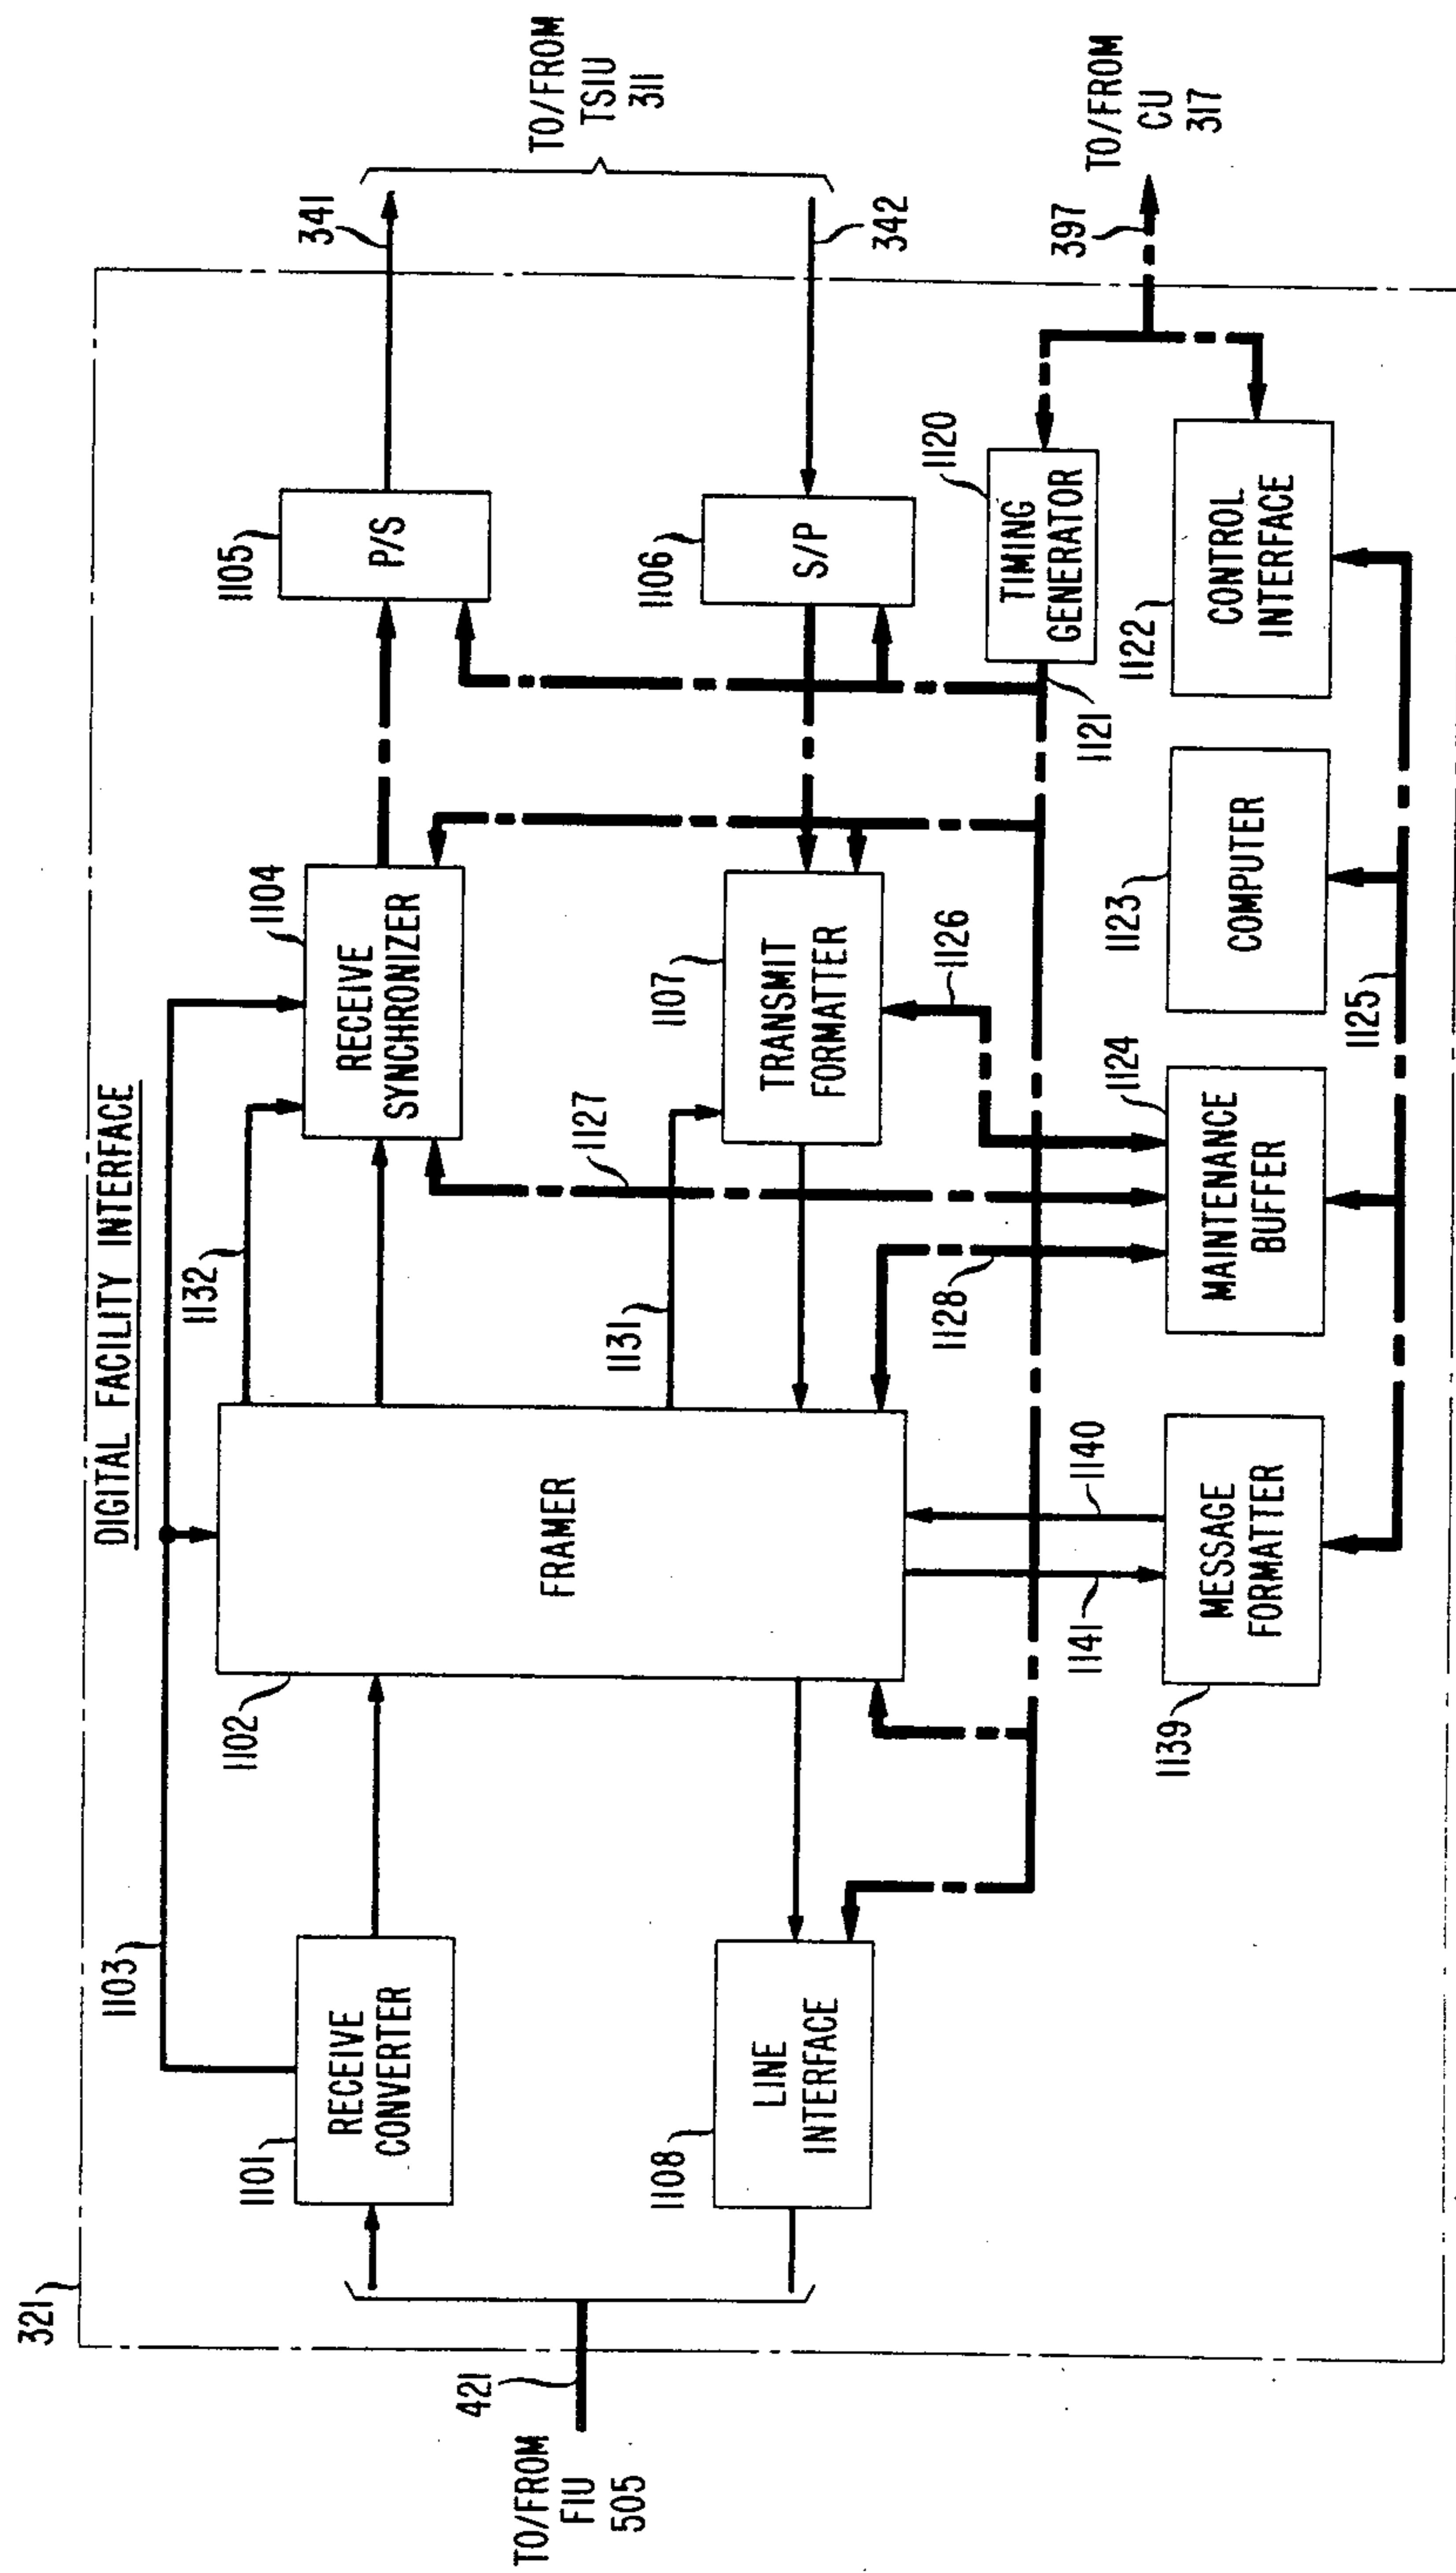 DIGITAL FACILITY INTERFACE
321
TO/FROM
FIU
505
421
1101
RECEIVE
CONVERTER
1103
1102
FRAMER
1132
1104
RECEIVE
SYNCHRONIZER
1105
P/S
341
TO/FROM
TSIU
311
342
1106
S/P
1107
TRANSMIT
FORMATTER
1131
1127
1126
1128
1108
LINE
INTERFACE
1120
TIMING
GENERATOR
1121
397
TO/FROM
CU
317
1141
1140
1139
MESSAGE
FORMATTER
1124
MAINTENANCE
BUFFER
1123
COMPUTER
1122
CONTROL
INTERFACE
1125